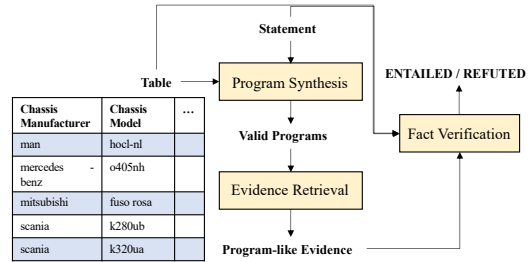 Statement
Table
Program Synthesis
ENTAILED / REFUTED
Chassis Manufacturer
Chassis Model
...
man
hocl-nl
mercedes - benz
o405nh
mitsubishi
fuso rosa
scania
k280ub
scania
k320ua
Valid Programs
Fact Verification
Evidence Retrieval
Program-like Evidence